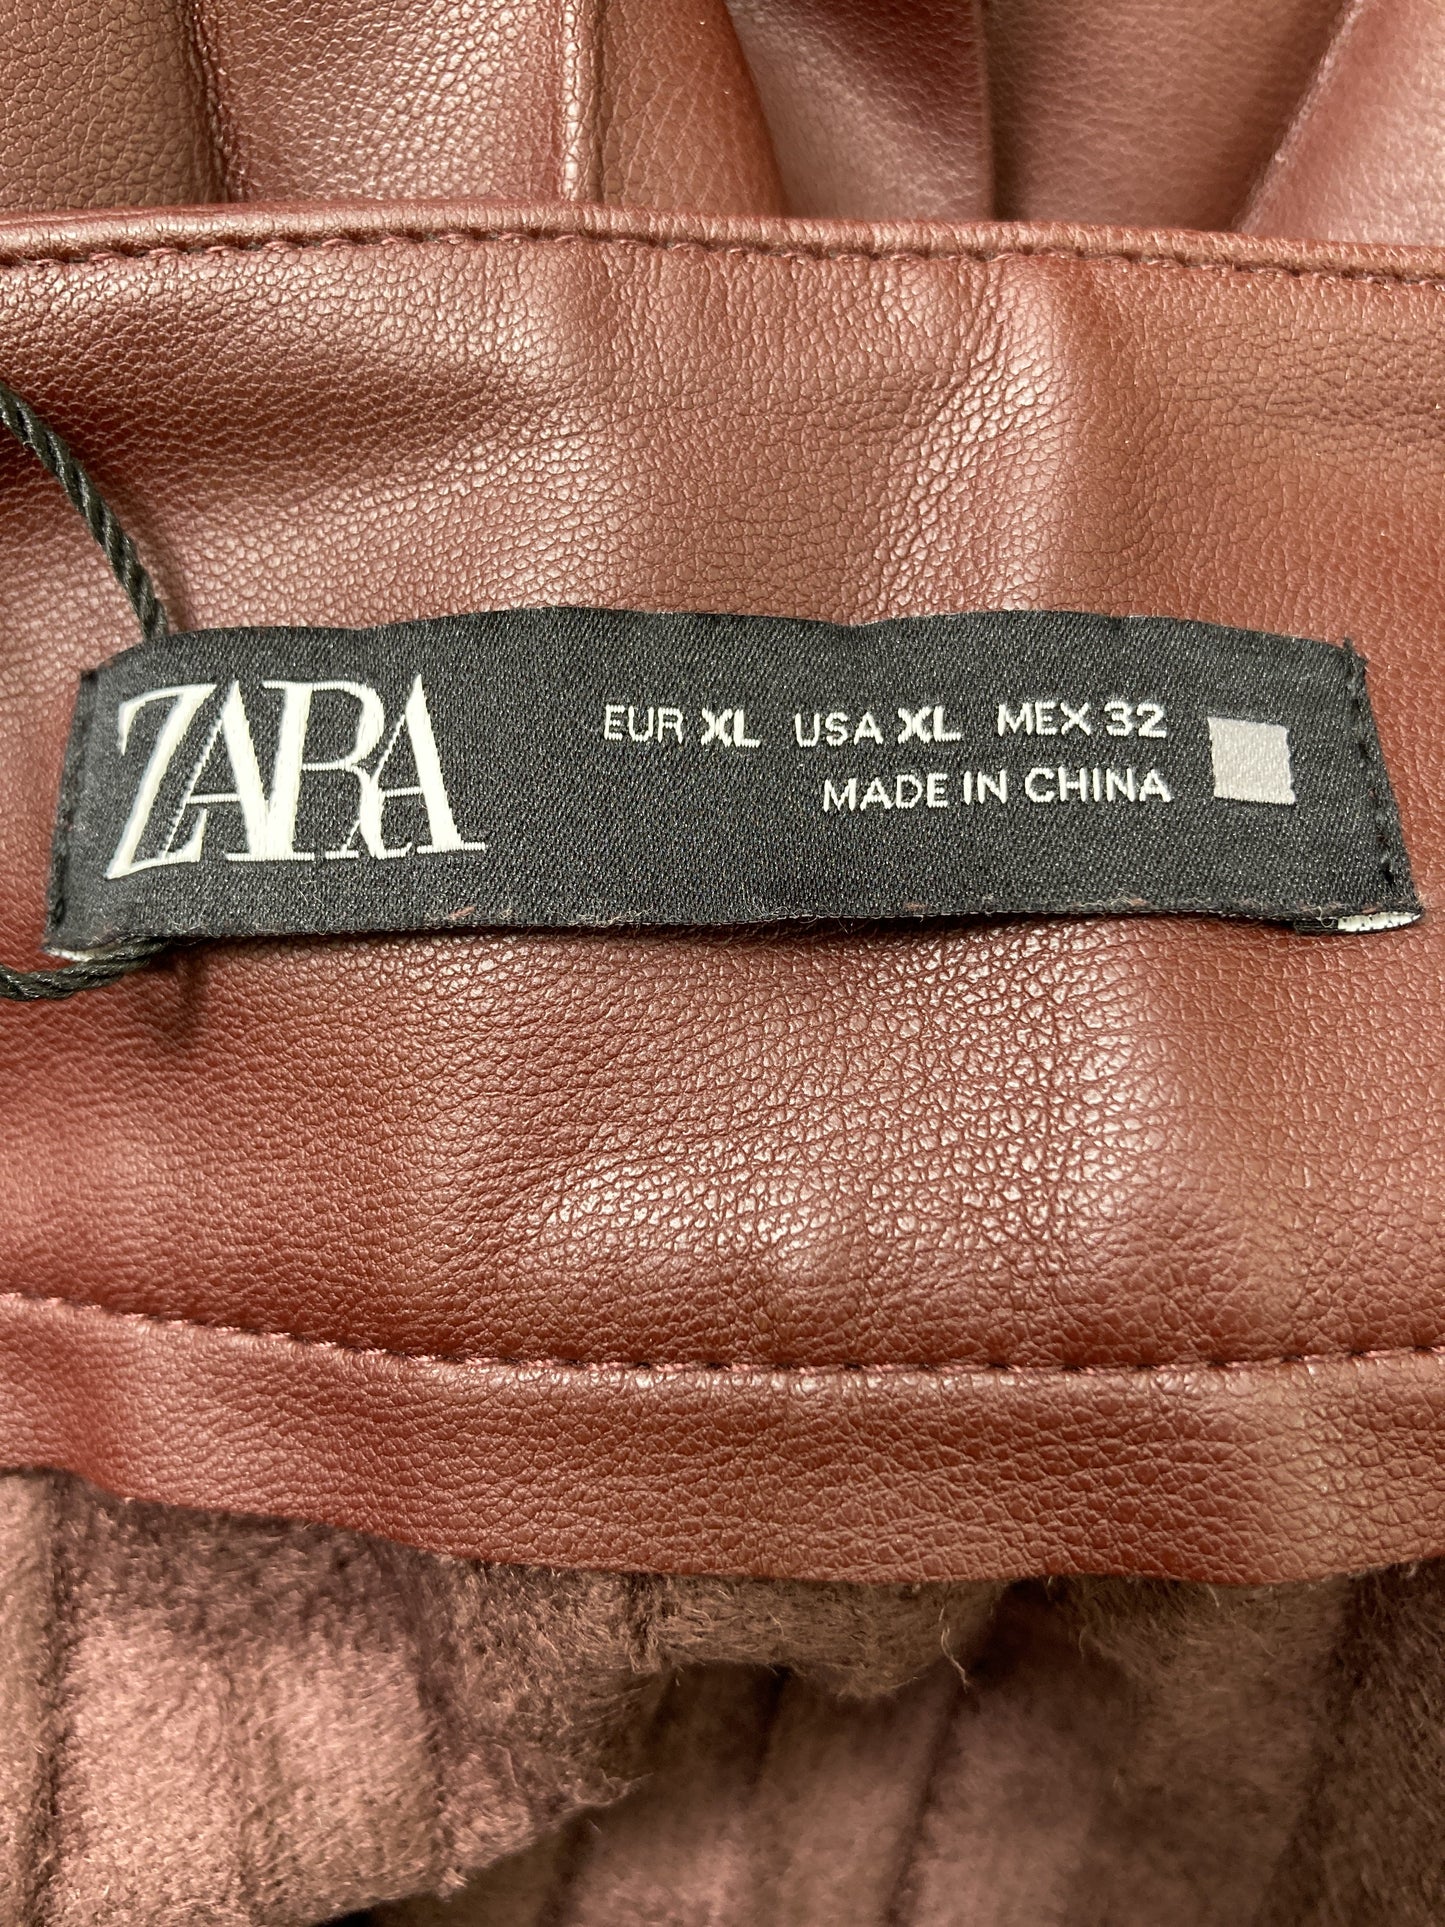 ZARA
EUR XL USA XL MEX 32
MADE IN CHINA